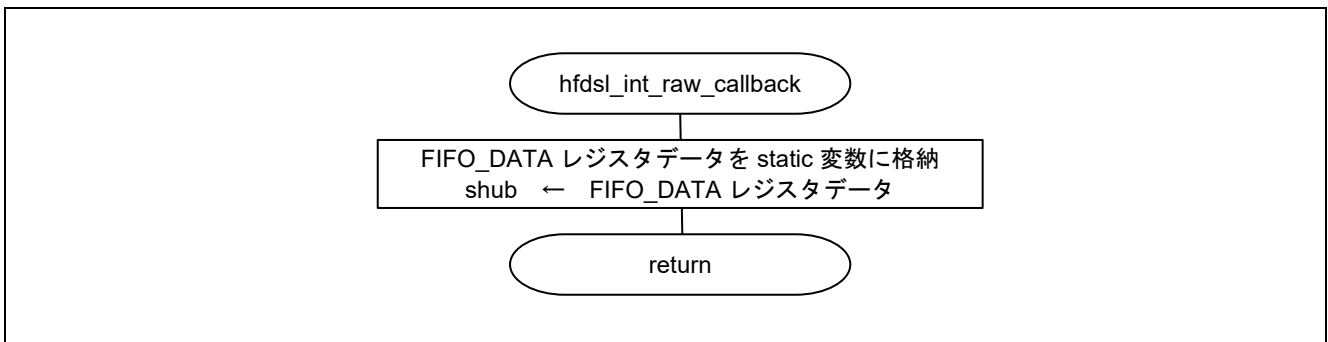 hfdsl_int_raw_callback
FIFO_DATA レジスタデータを static 変数に格納
shub ← FIFO_DATA レジスタデータ
return